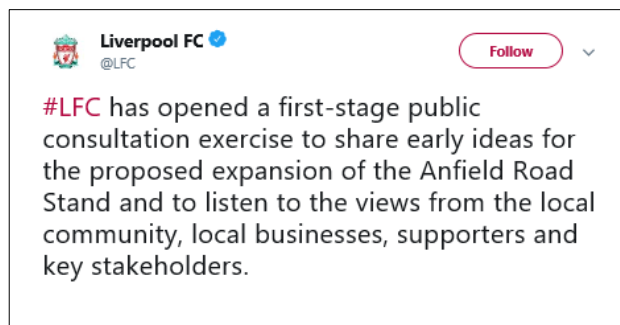 Liverpool FC
@LFC
Follow
#LFC has opened a first-stage public
consultation exercise to share early ideas for
the proposed expansion of the Anfield Road
Stand and to listen to the views from the local
community, local businesses, supporters and
key stakeholders.